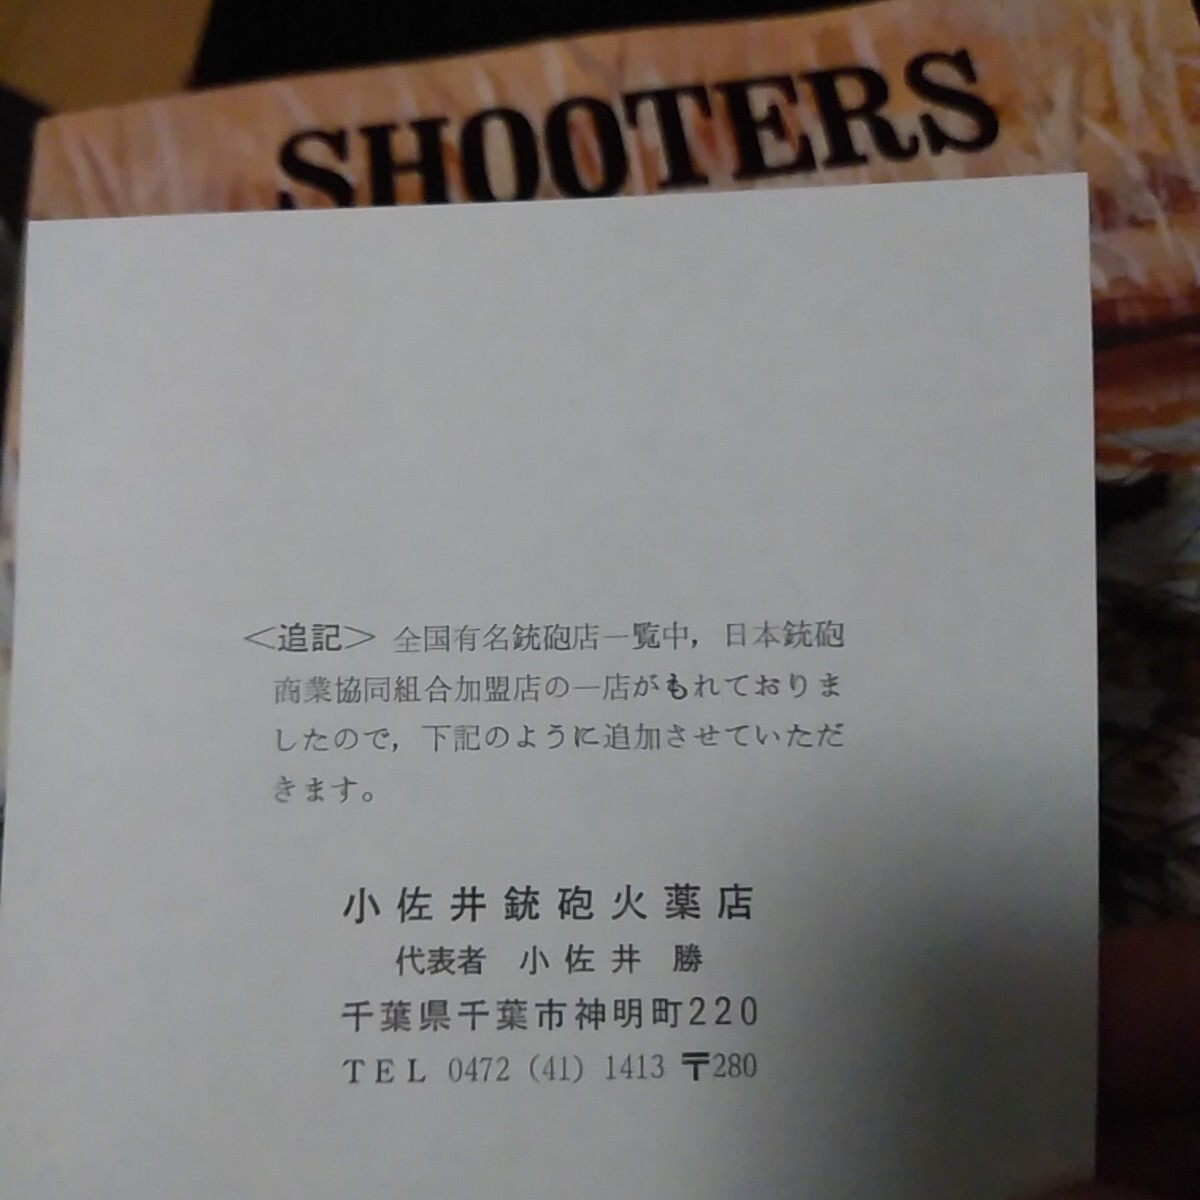 SHOOTERS
＜追記＞ 全国有名銃砲店一覧中，日本銃砲
商業協同組合加盟店の一店がもれておりま
したので，下記のように追加させていただ
きます。
小佐井銃砲火薬店
代表者 小佐井 勝
千葉県千葉市神明町220
TEL 0472 (41) 1413 〒280